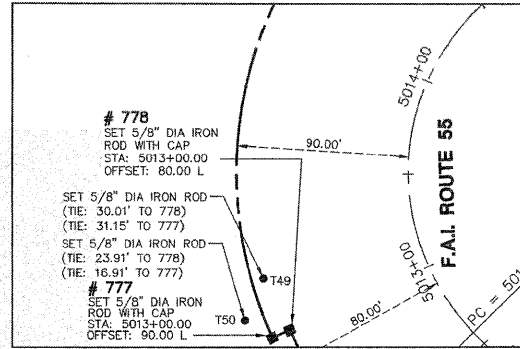 # 778
SET 5/8" DIA IRON
ROD WITH CAP
STA: 5013+00.00
OFFSET: 80.00 L
SET 5/8" DIA IRON ROD
(TIE: 30.01' TO 778)
(TIE: 31.15' TO 777)
SET 5/8" DIA IRON ROD
(TIE: 23.91' TO 778)
(TIE: 16.91' TO 777)
# 777
SET 5/8" DIA IRON
ROD WITH CAP
STA: 5013+00.00
OFFSET: 90.00 L
T49
T50
90.00'
80.00'
5014+00
5013+00
F.A.I. ROUTE 55
PC = 501